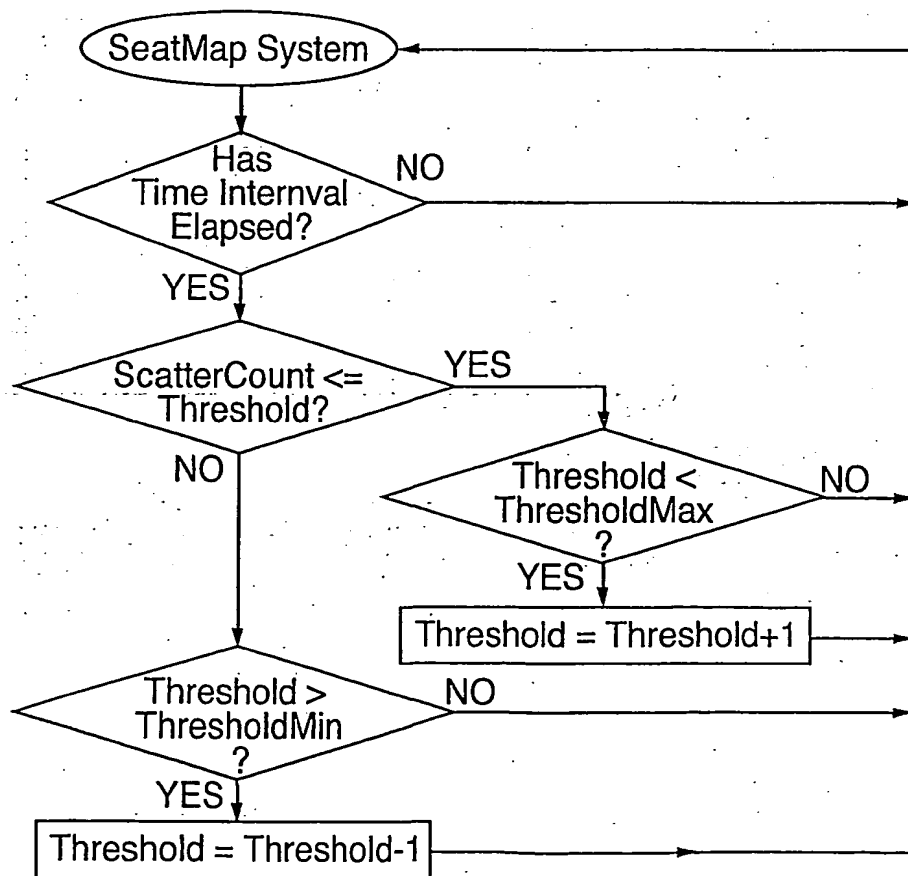 SeatMap System
Has
Time Internval
Elapsed?
NO
YES
ScatterCount <=
Threshold?
YES
NO
Threshold <
ThresholdMax
?
NO
YES
Threshold = Threshold+1
Threshold >
ThresholdMin
?
NO
YES
Threshold = Threshold-1